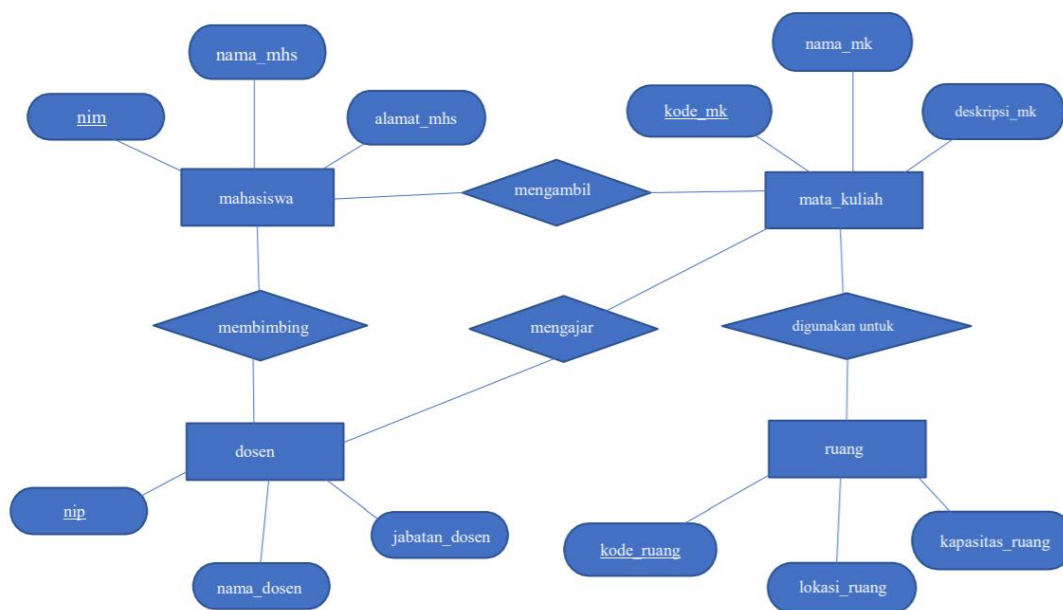 nama_mhs
nama_mk
nim
alamat_mhs
kode_mk
deskripsi_mk
mahasiswa
mengambil
mata_kuliah
membimbing
mengajar
digunakan untuk
dosen
ruang
nip
jabatan_dosen
nama_dosen
kode_ruang
kapasitas_ruang
lokasi_ruang